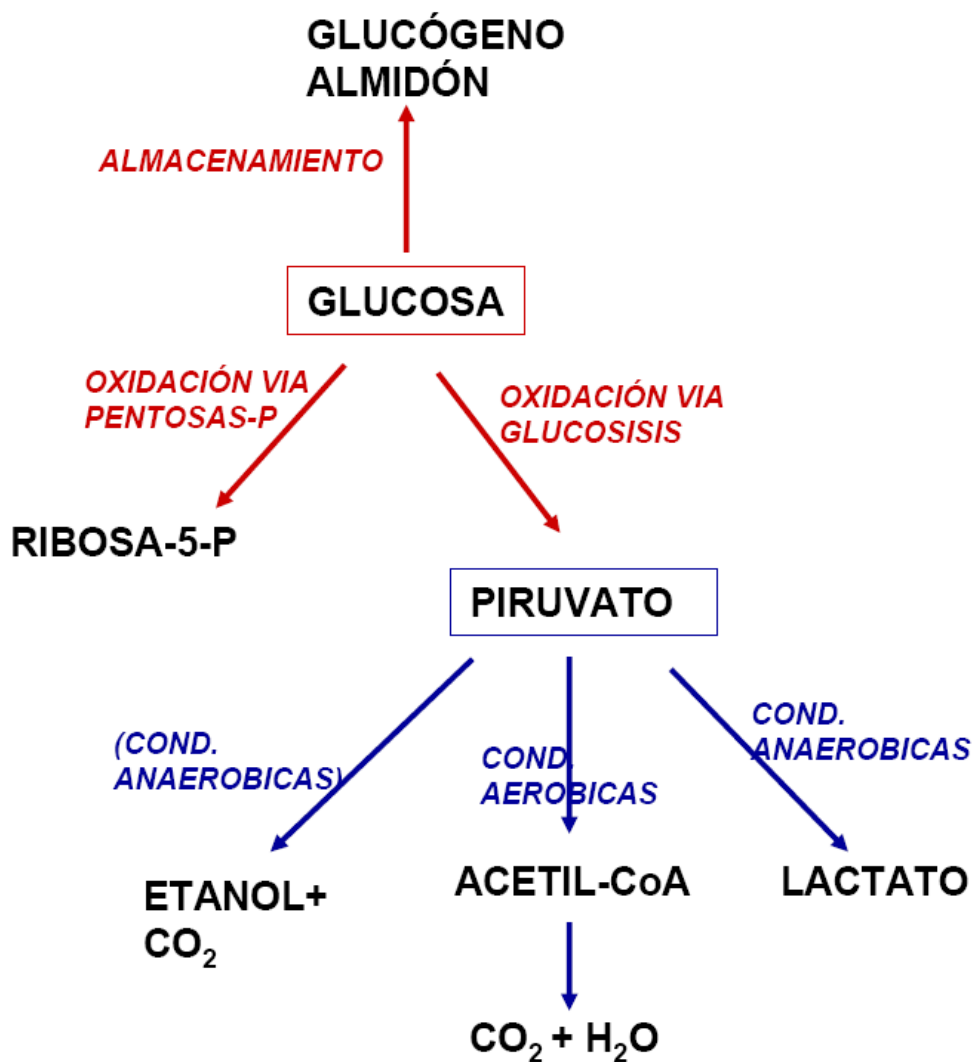 GLUCÓGENO
ALMIDÓN
ALMACENAMIENTO
GLUCOSA
OXIDACIÓN VIA
PENTOSAS-P
OXIDACIÓN VIA
GLUCOSISIS
RIBOSA-5-P
PIRUVATO
(COND.
ANAEROBICAS)
COND.
AEROBICAS
COND.
ANAEROBICAS
ETANOL+
CO₂
ACETIL-CoA
LACTATO
CO₂ + H₂O